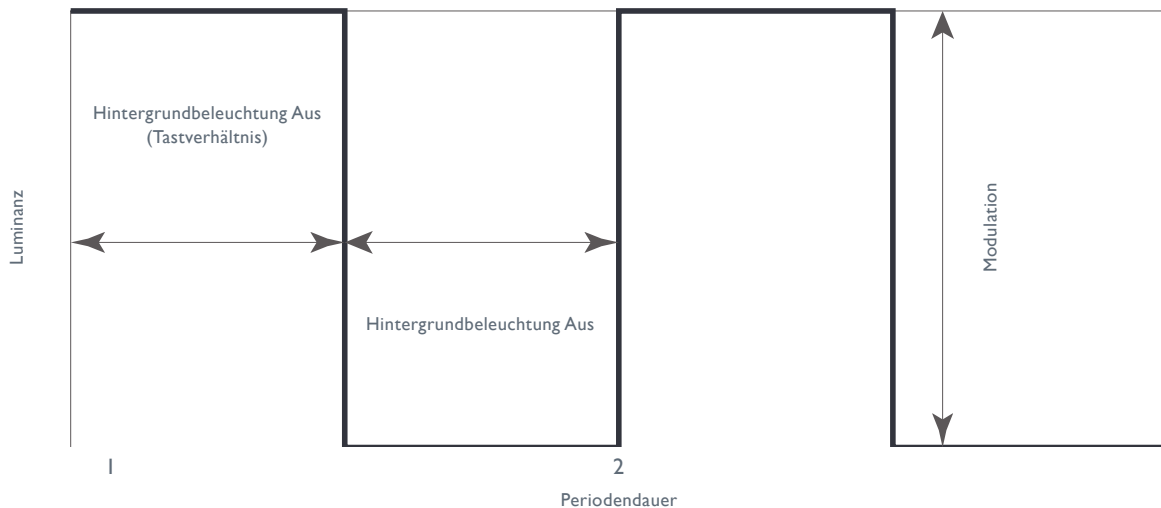 Hintergrundbeleuchtung Aus
(Tastverhältnis)
Luminanz
Modulation
Hintergrundbeleuchtung Aus
1
2
Periodendauer